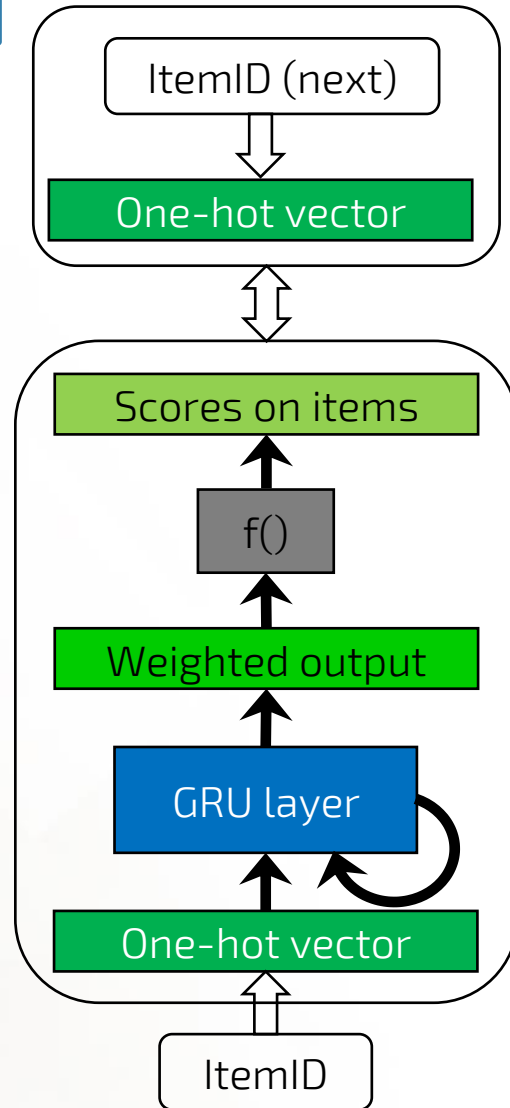 ItemID (next)
One-hot vector
Scores on items
f()
Weighted output
GRU layer
One-hot vector
ItemID